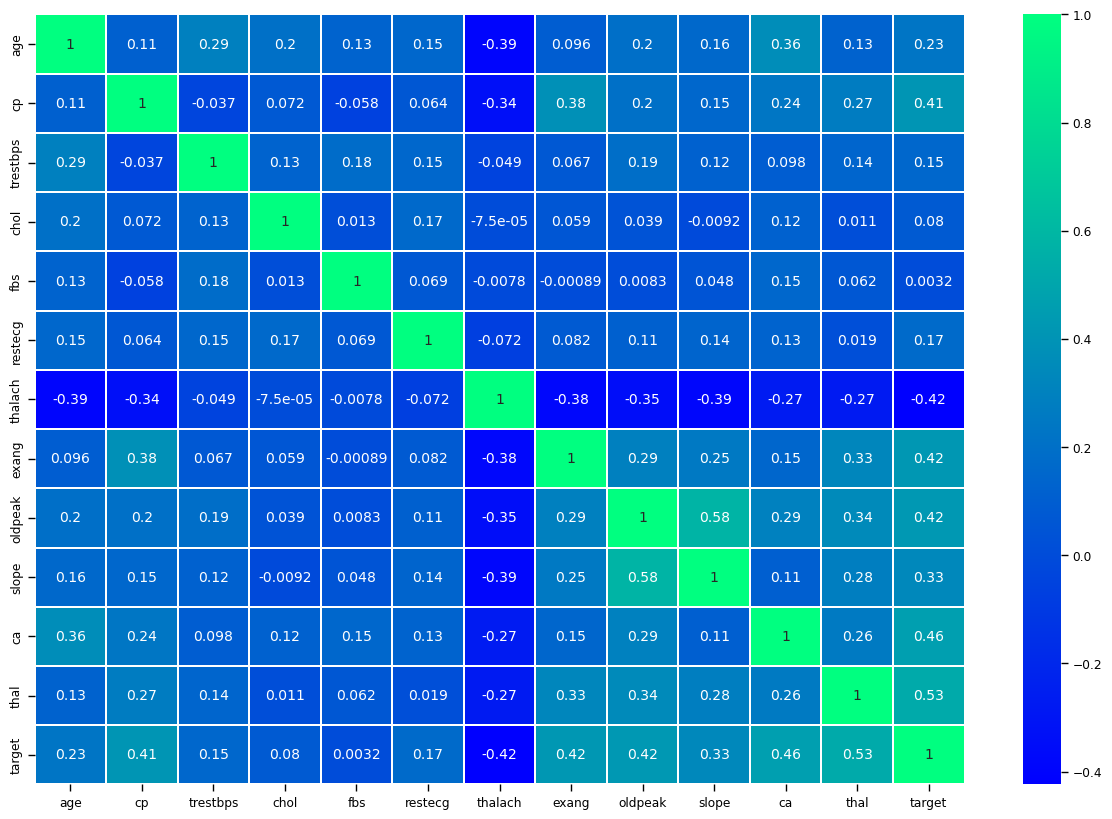 age 1 0.11 0.29 0.2 0.13 0.15 -0.39 0.096 0.2 0.16 0.36 0.13 0.23
cp 0.11 1 -0.037 0.072 -0.058 0.064 -0.34 0.38 0.2 0.15 0.24 0.27 0.41
trestbps 0.29 -0.037 1 0.13 0.18 0.15 -0.049 0.067 0.19 0.12 0.098 0.14 0.15
chol 0.2 0.072 0.13 1 0.013 0.17 -7.5e-05 0.059 0.039 -0.0092 0.12 0.011 0.08
fbs 0.13 -0.058 0.18 0.013 1 0.069 -0.0078 -0.00089 0.0083 0.048 0.15 0.062 0.0032
restecg 0.15 0.064 0.15 0.17 0.069 1 -0.072 0.082 0.11 0.14 0.13 0.019 0.17
thalach -0.39 -0.34 -0.049 -7.5e-05 -0.0078 -0.072 1 -0.38 -0.35 -0.39 -0.27 -0.27 -0.42
exang 0.096 0.38 0.067 0.059 -0.00089 0.082 -0.38 1 0.29 0.25 0.15 0.33 0.42
oldpeak 0.2 0.2 0.19 0.039 0.0083 0.11 -0.35 0.29 1 0.58 0.29 0.34 0.42
slope 0.16 0.15 0.12 -0.0092 0.048 0.14 -0.39 0.25 0.58 1 0.11 0.28 0.33
ca 0.36 0.24 0.098 0.12 0.15 0.13 -0.27 0.15 0.29 0.11 1 0.26 0.46
thal 0.13 0.27 0.14 0.011 0.062 0.019 -0.27 0.33 0.34 0.28 0.26 1 0.53
target 0.23 0.41 0.15 0.08 0.0032 0.17 -0.42 0.42 0.42 0.33 0.46 0.53 1
age cp trestbps chol fbs restecg thalach exang oldpeak slope ca thal target
1.0
0.8
0.6
0.4
0.2
0.0
−0.2
−0.4